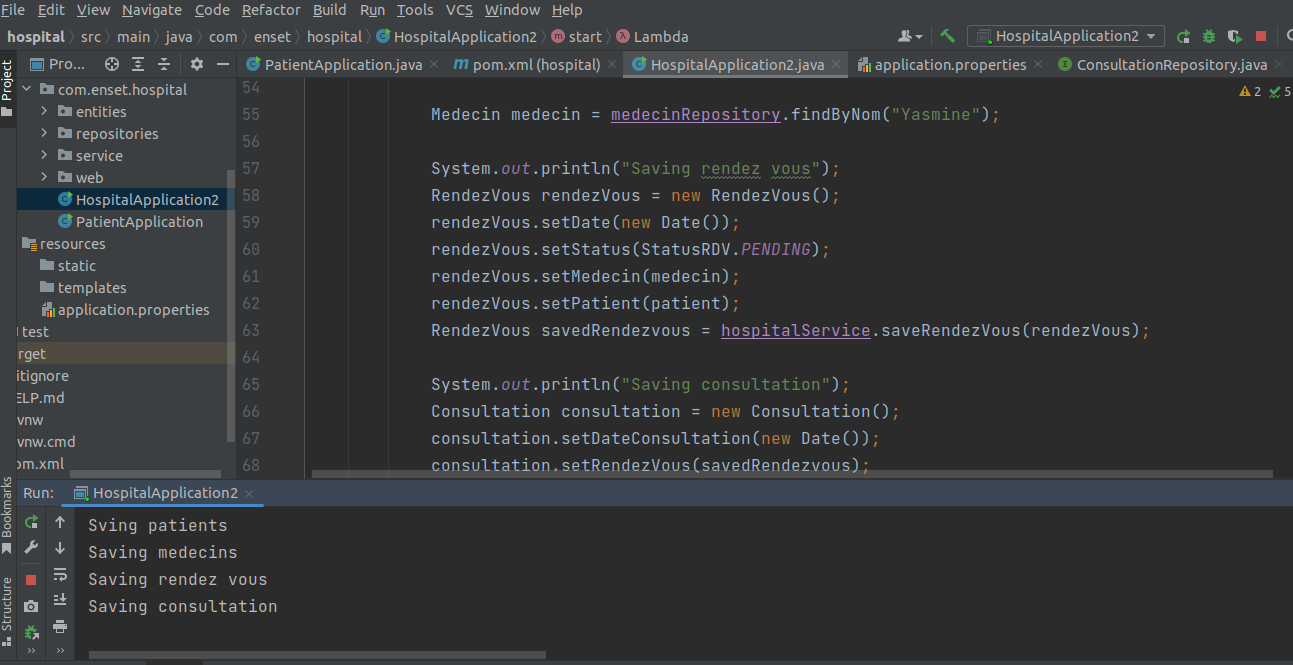 File Edit View Navigate Code Refactor Build Run Tools VCS Window Help
hospital src main java com enset hospital HospitalApplication2 m start λ Lambda HospitalApplication2
Project
Pro...
PatientApplication.java
m pom.xml (hospital)
HospitalApplication2.java
application.properties
ConsultationRepository.java
com.enset.hospital
entities
repositories
service
web
HospitalApplication2
PatientApplication
resources
static
templates
application.properties
test
rget
itignore
ELP.md
vnw
vnw.cmd
om.xml
2 5
54
55 Medecin medecin = medecinRepository.findByNom("Yasmine");
56
57 System.out.println("Saving rendez vous");
58 RendezVous rendezVous = new RendezVous();
59 rendezVous.setDate(new Date());
60 rendezVous.setStatus(StatusRDV.PENDING);
61 rendezVous.setMedecin(medecin);
62 rendezVous.setPatient(patient);
63 RendezVous savedRendezvous = hospitalService.saveRendezVous(rendezVous);
64
65 System.out.println("Saving consultation");
66 Consultation consultation = new Consultation();
67 consultation.setDateConsultation(new Date());
68 consultation.setRendezVous(savedRendezvous);
Run: HospitalApplication2
Bookmarks
Structure
Sving patients
Saving medecins
Saving rendez vous
Saving consultation